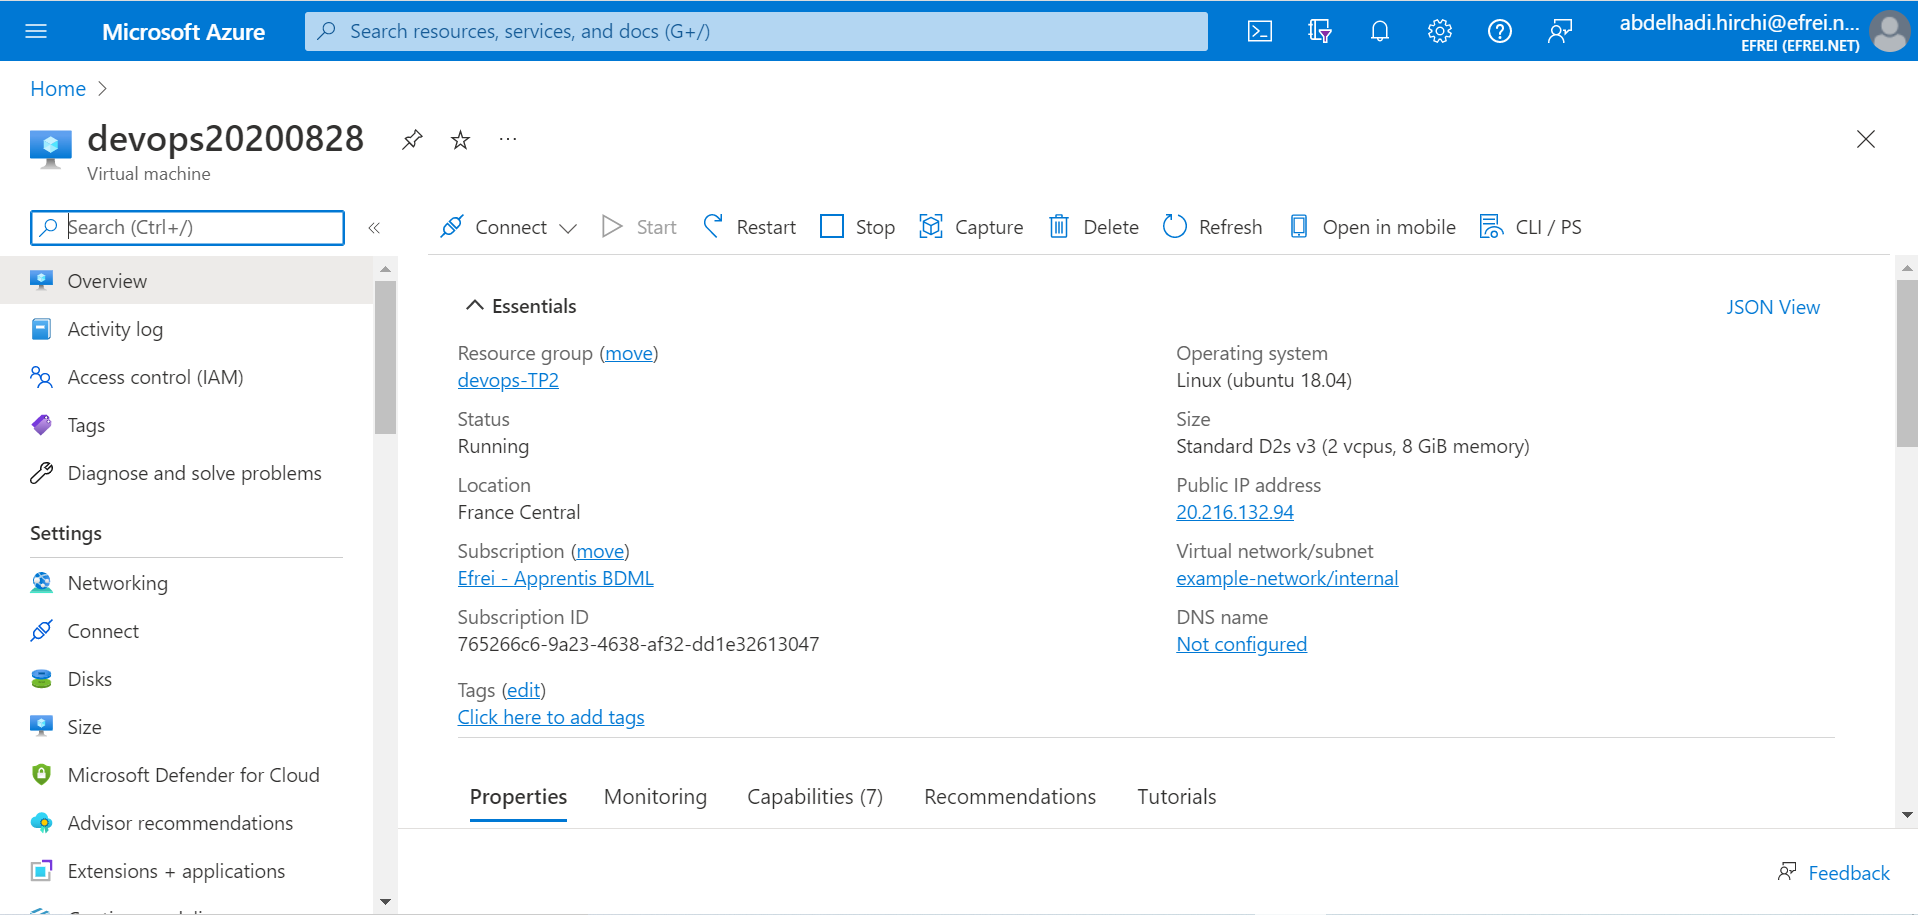 Microsoft Azure
Search resources, services, and docs (G+/)
abdelhadi.hirchi@efrei.n...
EFREI (EFREI.NET)
Home
devops20200828
Virtual machine
Search (Ctrl+/)
Connect
Start
Restart
Stop
Capture
Delete
Refresh
Open in mobile
CLI / PS
Overview
Activity log
Access control (IAM)
Tags
Diagnose and solve problems
Settings
Networking
Connect
Disks
Size
Microsoft Defender for Cloud
Advisor recommendations
Extensions + applications
Essentials
JSON View
Resource group (move)
devops-TP2
Status
Running
Location
France Central
Subscription (move)
Efrei - Apprentis BDML
Subscription ID
765266c6-9a23-4638-af32-dd1e32613047
Tags (edit)
Click here to add tags
Operating system
Linux (ubuntu 18.04)
Size
Standard D2s v3 (2 vcpus, 8 GiB memory)
Public IP address
20.216.132.94
Virtual network/subnet
example-network/internal
DNS name
Not configured
Properties
Monitoring
Capabilities (7)
Recommendations
Tutorials
Feedback